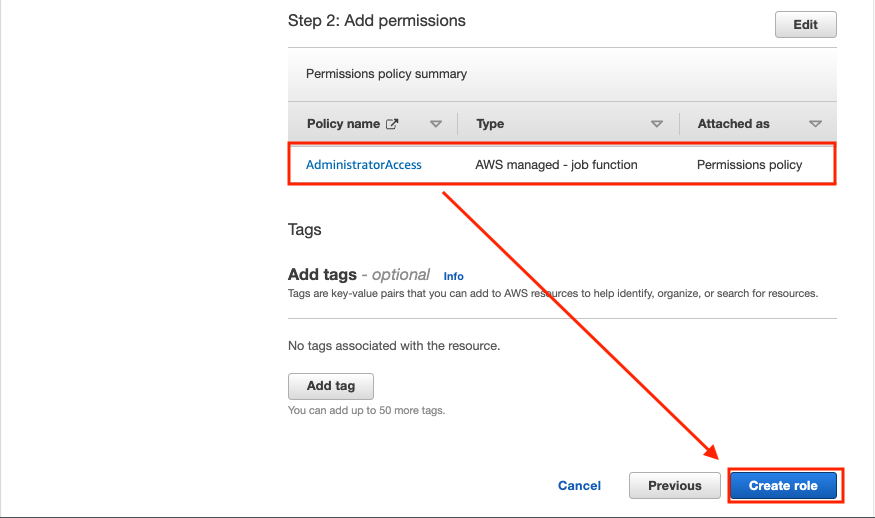 Step 2: Add permissions
Edit
Permissions policy summary
Policy name Type Attached as
AdministratorAccess AWS managed - job function Permissions policy
Tags
Add tags - optional Info
Tags are key-value pairs that you can add to AWS resources to help identify, organize, or search for resources.
No tags associated with the resource.
Add tag
You can add up to 50 more tags.
Cancel Previous Create role